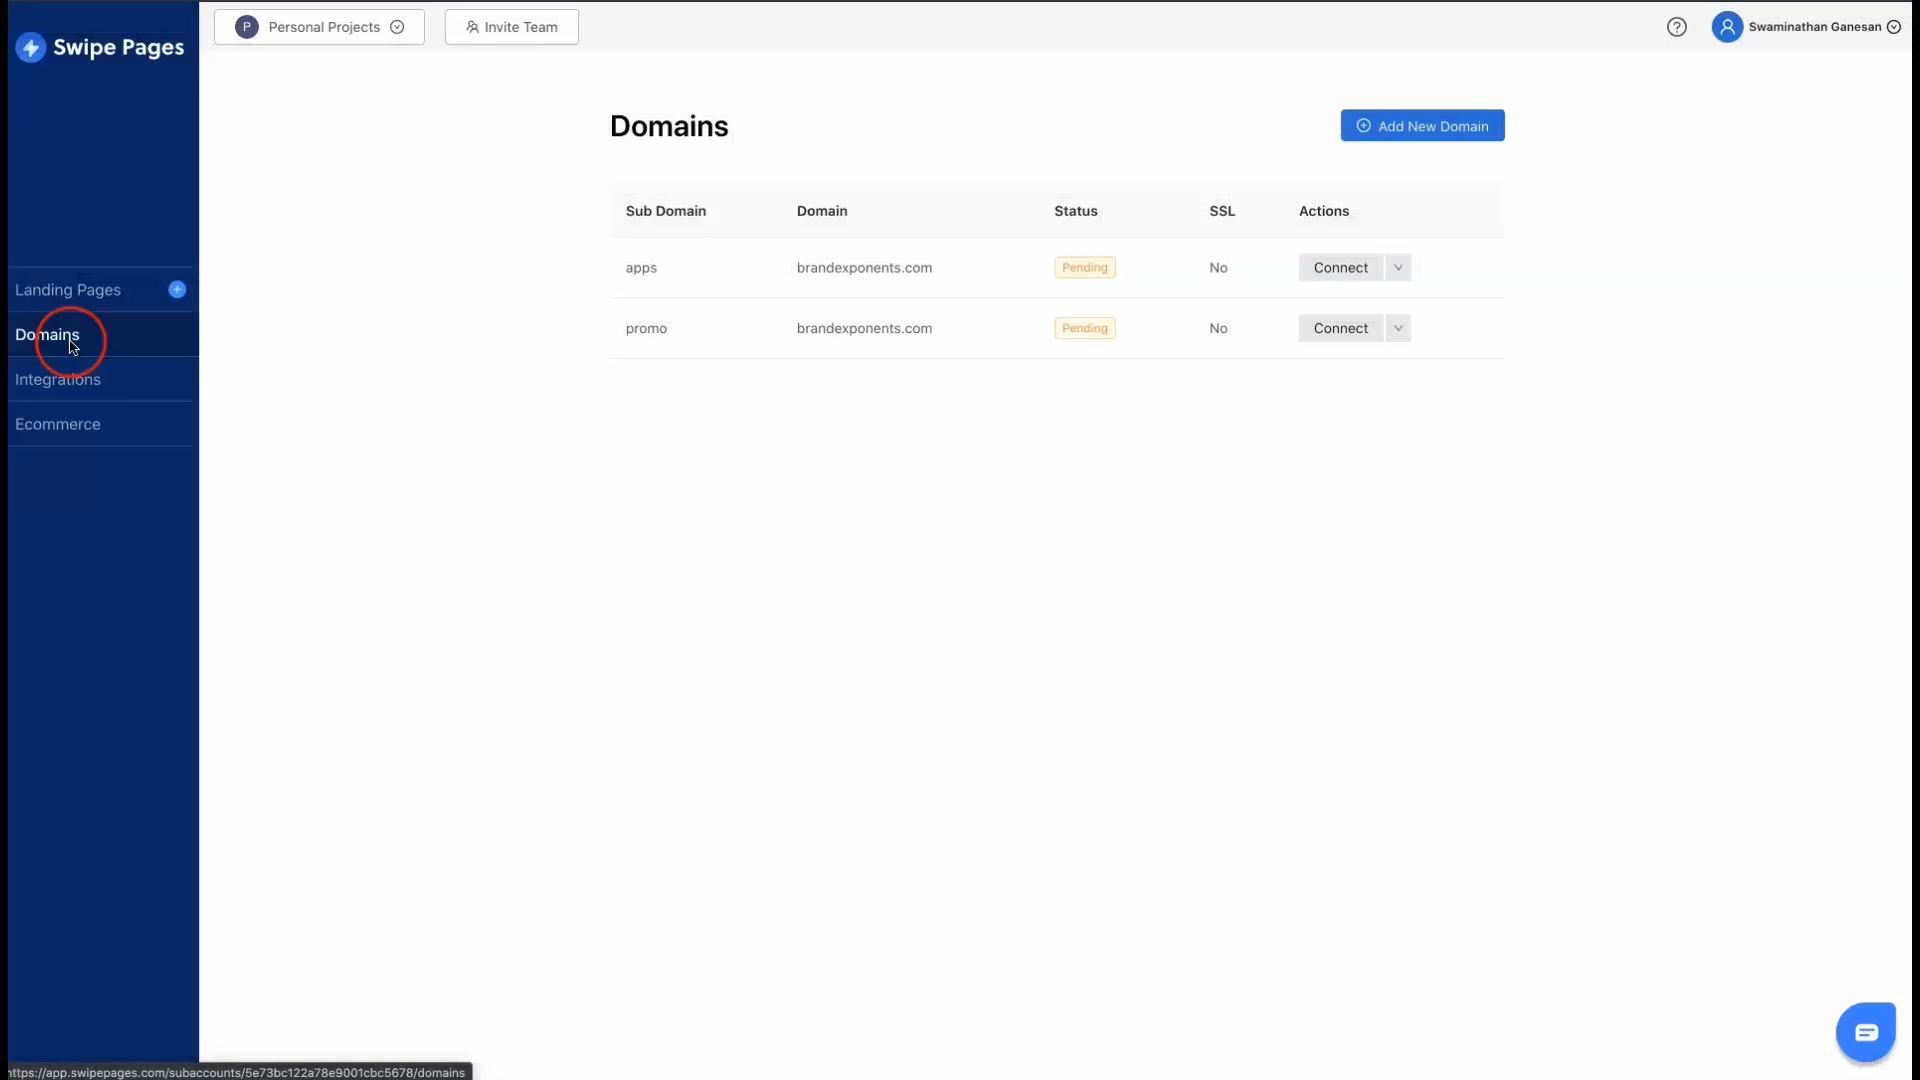 Swipe Pages
P Personal Projects
Invite Team
?
Swaminathan Ganesan
Landing Pages
Domains
Integrations
Ecommerce
Domains
Add New Domain
Sub Domain Domain Status SSL Actions
apps brandexponents.com Pending No Connect
promo brandexponents.com Pending No Connect
https://app.swipepages.com/subaccounts/5e73bc122a78e9001cbc5678/domains